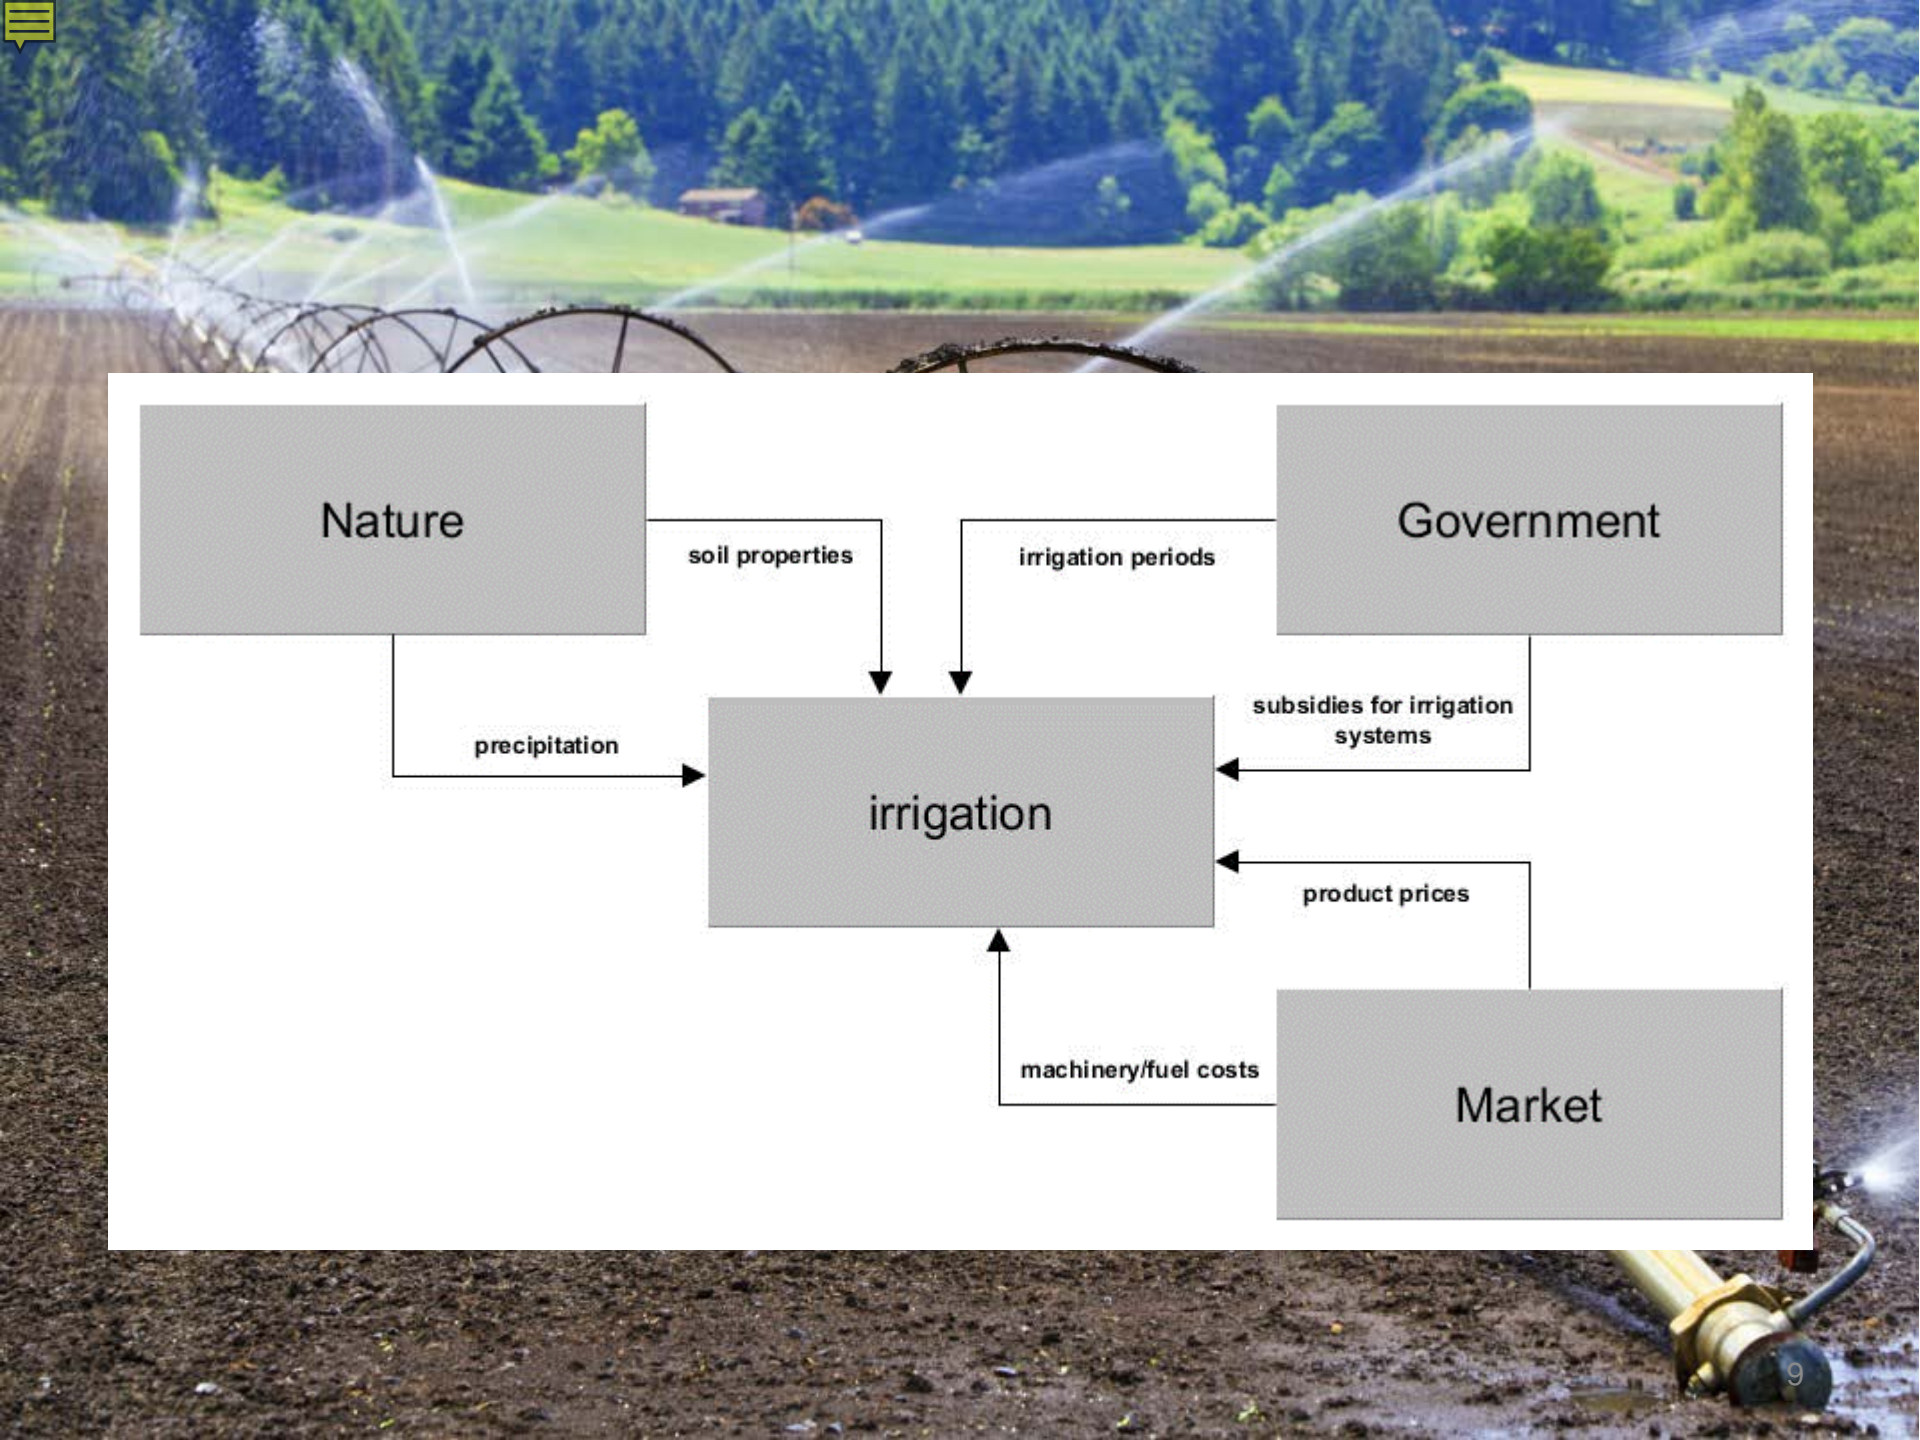 Nature
Government
soil properties
irrigation periods
subsidies for irrigation
systems
precipitation
irrigation
product prices
machinery/fuel costs
Market
9